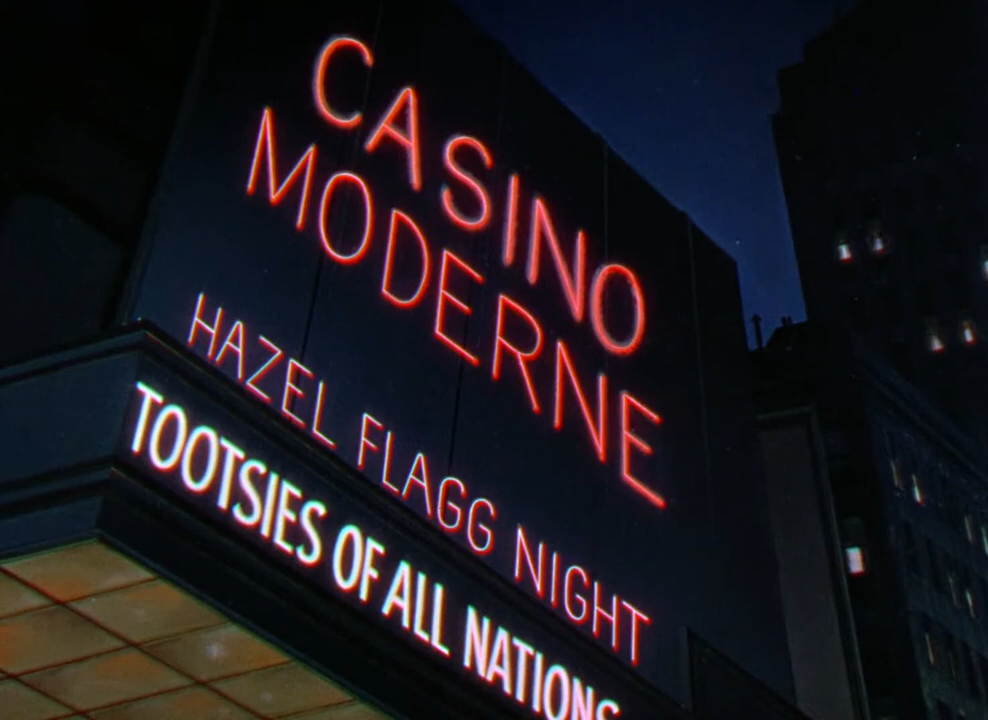 CASINO
MODERNE
HAZEL FLAGG NIGHT
TOOTSIES OF ALL NATIONS